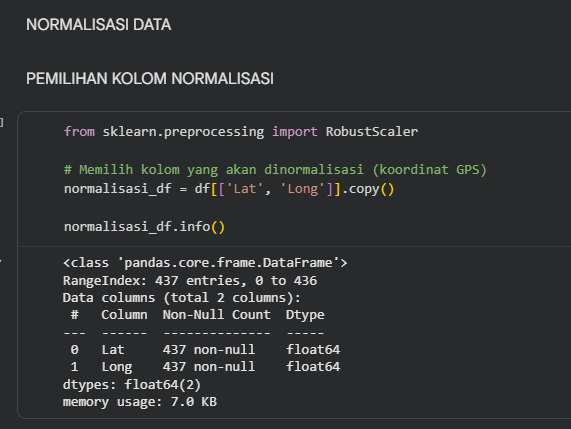 NORMALISASI DATA
PEMILIHAN KOLOM NORMALISASI
]
from sklearn.preprocessing import RobustScaler
# Memilih kolom yang akan dinormalisasi (koordinat GPS)
normalisasi_df = df[['Lat', 'Long']].copy()
normalisasi_df.info()
<class 'pandas.core.frame.DataFrame'>
RangeIndex: 437 entries, 0 to 436
Data columns (total 2 columns):
 #   Column  Non-Null Count  Dtype
---  ------  --------------  -----
 0   Lat     437 non-null    float64
 1   Long    437 non-null    float64
dtypes: float64(2)
memory usage: 7.0 KB